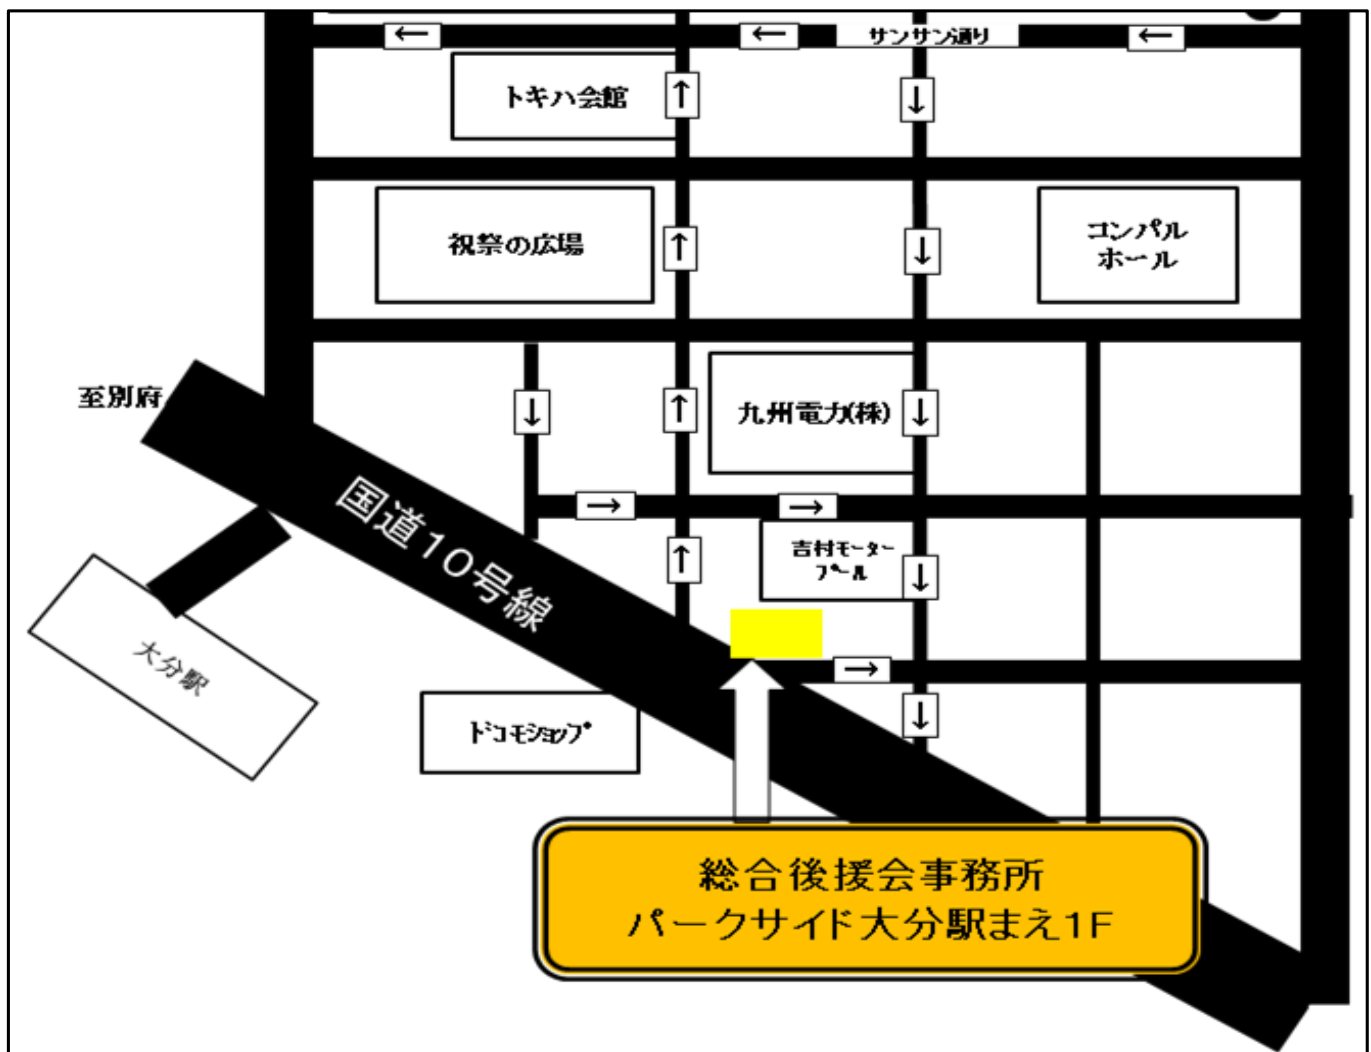 ← ← サンサン通り ←
トキハ会館 ↑ ↓
祝祭の広場 ↑ ↓
コンパル
ホール
至別府
↓ ↑ 九州電力(株) ↓
国道10号線
→ →
↑ 吉村モーター
プール ↓
大分駅
→
ドコモショップ ↓
総合後援会事務所
パークサイド大分駅まえ1F